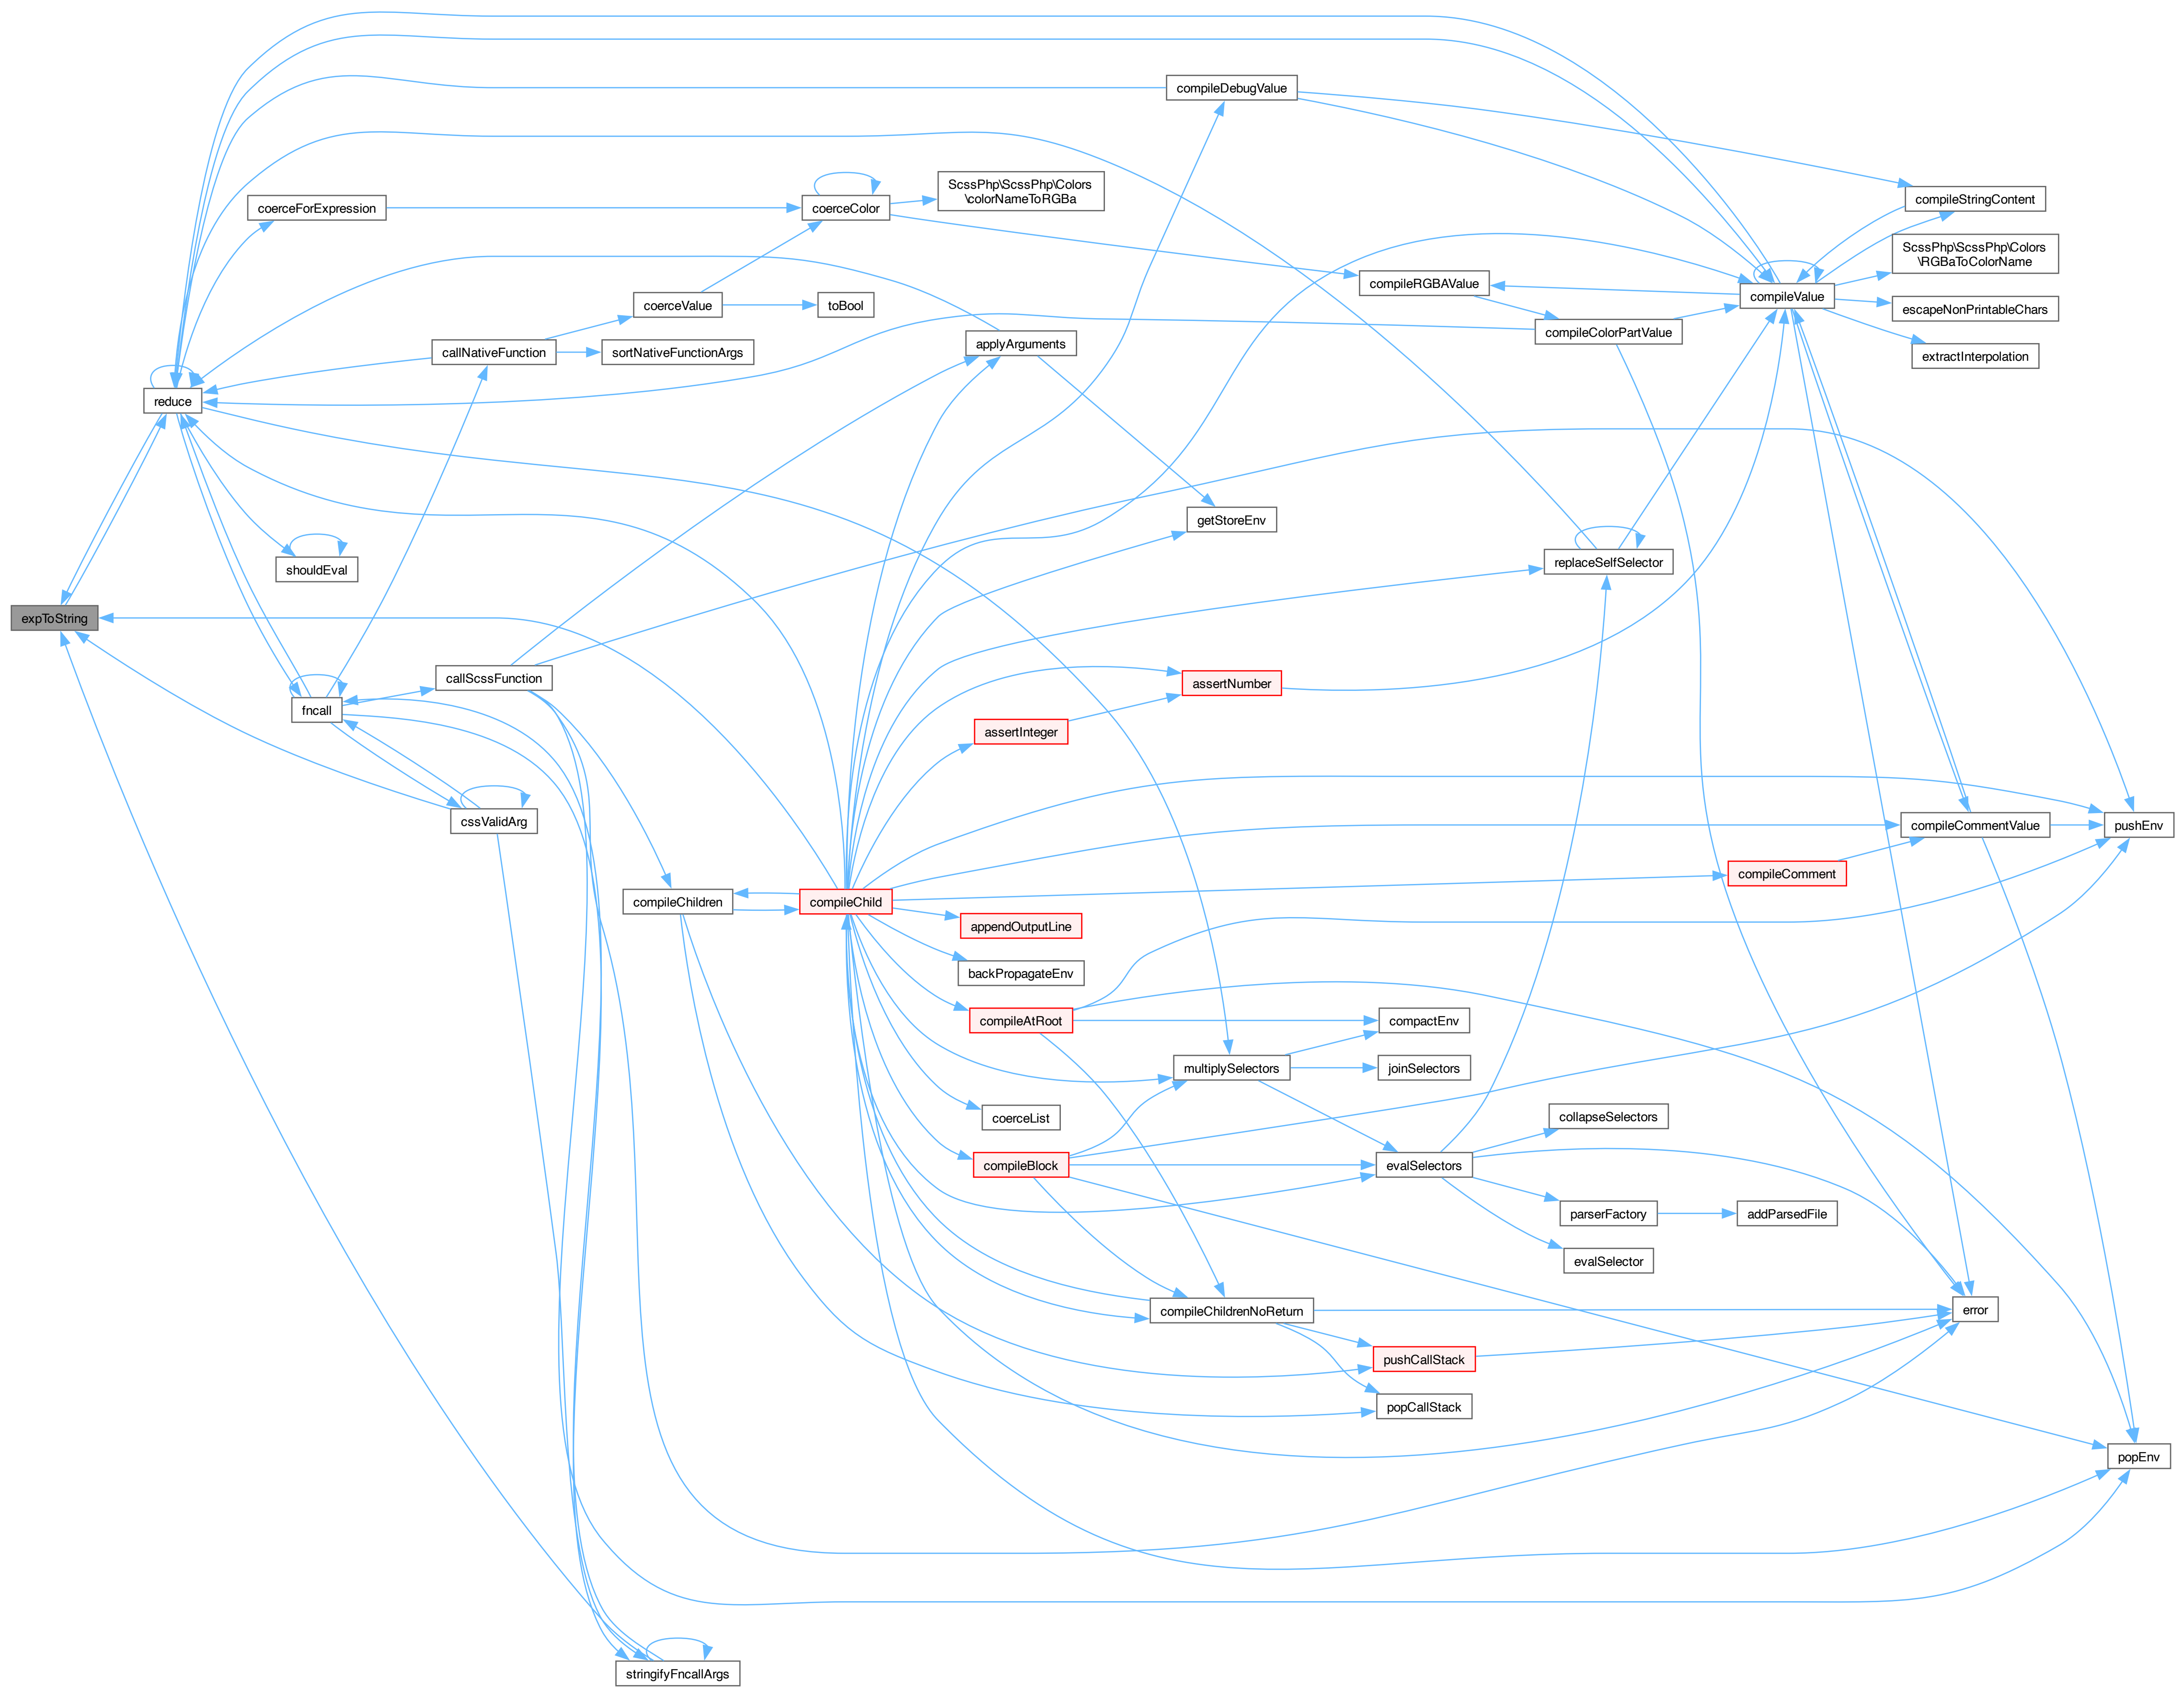 compileDebugValue
ScssPhp\ScssPhp\Colors
\colorNameToRGBa
coerceForExpression
coerceColor
compileStringContent
ScssPhp\ScssPhp\Colors
\RGBaToColorName
compileRGBAValue
compileValue
coerceValue
toBool
escapeNonPrintableChars
compileColorPartValue
applyArguments
callNativeFunction
sortNativeFunctionArgs
extractInterpolation
reduce
getStoreEnv
replaceSelfSelector
shouldEval
expToString
callScssFunction
assertNumber
fncall
assertInteger
cssValidArg
compileCommentValue
pushEnv
compileComment
compileChildren
compileChild
appendOutputLine
backPropagateEnv
compileAtRoot
compactEnv
multiplySelectors
joinSelectors
coerceList
collapseSelectors
compileBlock
evalSelectors
parserFactory
addParsedFile
evalSelector
compileChildrenNoReturn
error
pushCallStack
popCallStack
popEnv
stringifyFncallArgs